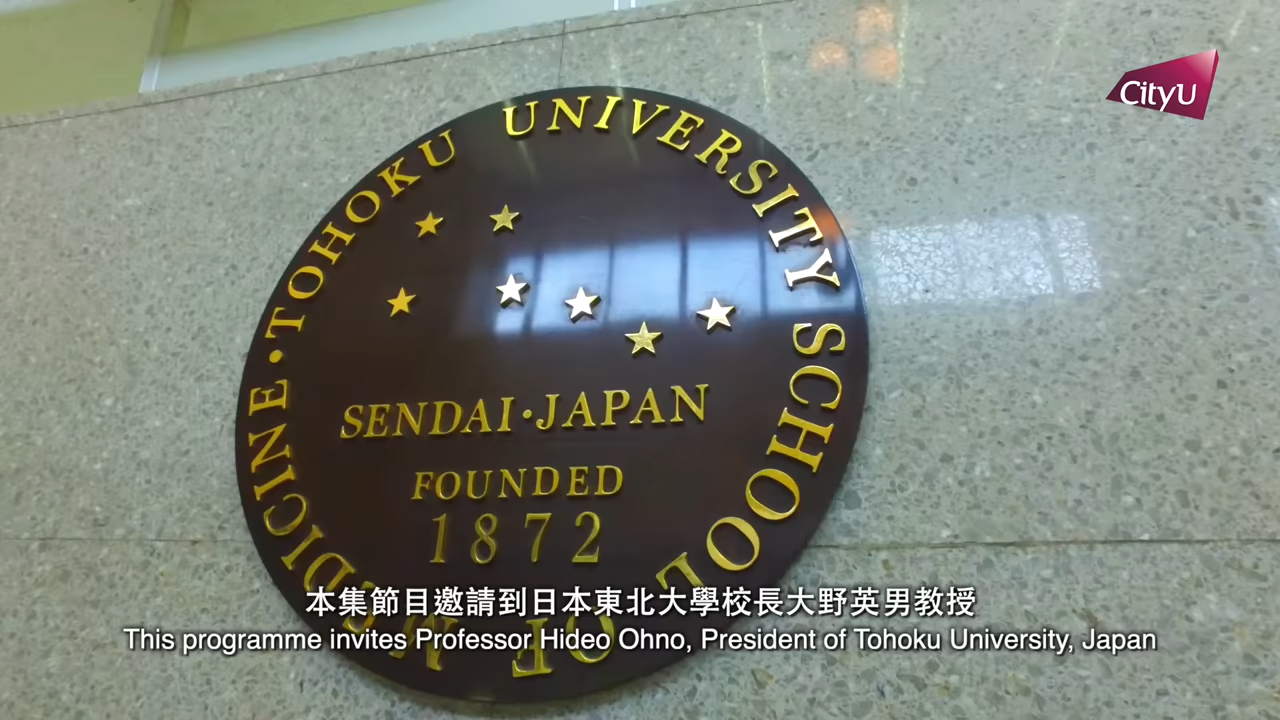 CityU
TOHOKU UNIVERSITY SCHOOL OF MEDICINE
SENDAI·JAPAN
FOUNDED
1872
本集節目邀請到日本東北大學校長大野英男教授
This programme invites Professor Hideo Ohno, President of Tohoku University, Japan